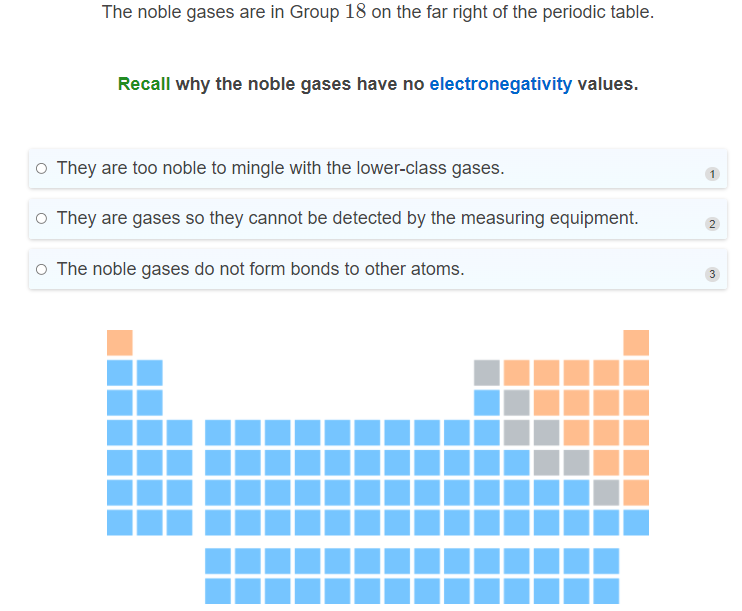 The noble gases are in Group 18 on the far right of the periodic table.
Recall why the noble gases have no electronegativity values.
They are too noble to mingle with the lower-class gases.
1
They are gases so they cannot be detected by the measuring equipment.
2
The noble gases do not form bonds to other atoms.
3